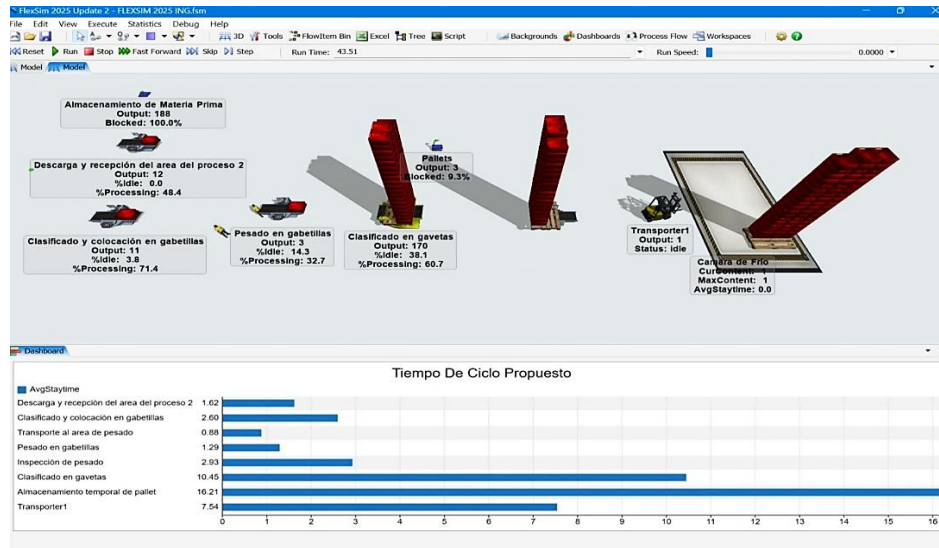 FlexSim 2025 Update 2 - FLEXSIM 2025 ING.fsm
File Edit View Execute Statistics Debug Help
3D Tools FlowItem Bin Excel Tree Script Backgrounds Dashboards Process Flow Workspaces
Reset Run Stop Fast Forward Skip Step Run Time: 43.51 Run Speed: 0.0000
Model Model
Almacenamiento de Materia Prima
Output: 188
Blocked: 100.0%
Descarga y recepción del area del proceso 2
Output: 12
%Idle: 0.0
%Processing: 48.4
Clasificado y colocación en gabetillas
Output: 11
%Idle: 3.8
%Processing: 71.4
Pesado en gabetillas
Output: 3
%Idle: 14.3
%Processing: 32.7
Clasificado en gavetas
Output: 170
%Idle: 38.1
%Processing: 60.7
Pallets
Output: 3
Blocked: 9.3%
Transporter1
Output: 1
Status: idle
Camara de Frio
CurContent: 1
MaxContent: 1
AvgStaytime: 0.0
Dashboard
Tiempo De Ciclo Propuesto
AvgStaytime
Descarga y recepción del area del proceso 2 1.62
Clasificado y colocación en gabetillas 2.60
Transporte al area de pesado 0.88
Pesado en gabetillas 1.29
Inspección de pesado 2.93
Clasificado en gavetas 10.45
Almacenamiento temporal de pallet 16.21
Transporter1 7.54
0 1 2 3 4 5 6 7 8 9 10 11 12 13 14 15 16